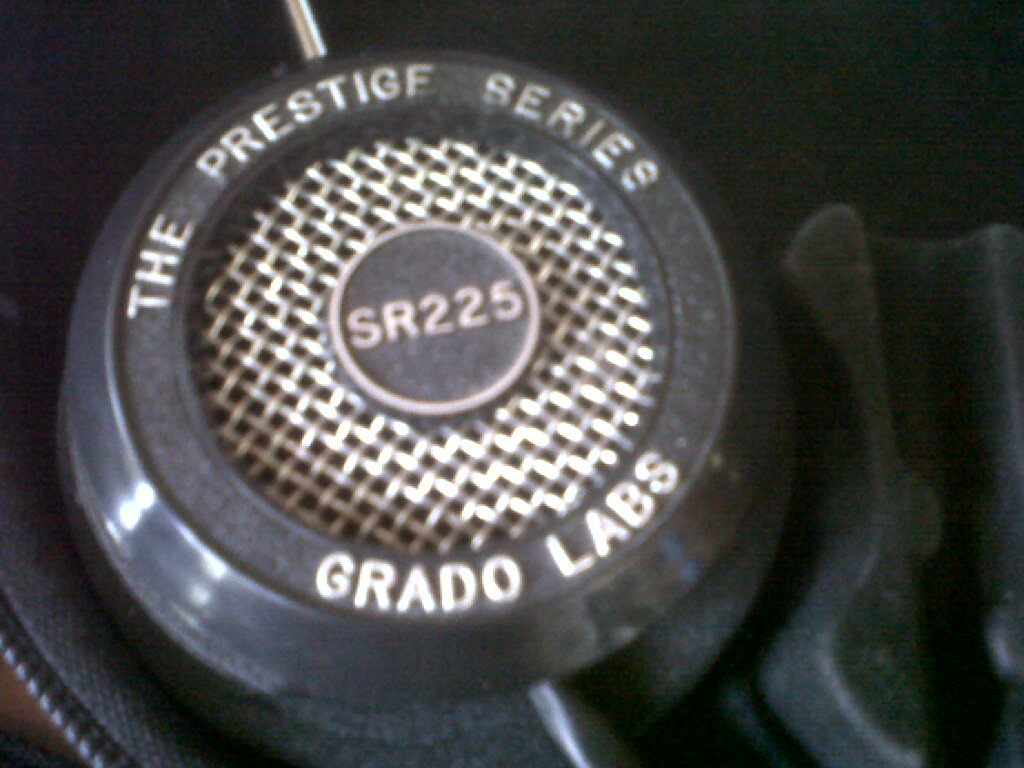 THE PRESTIGE SERIES
SR225
GRADO LABS